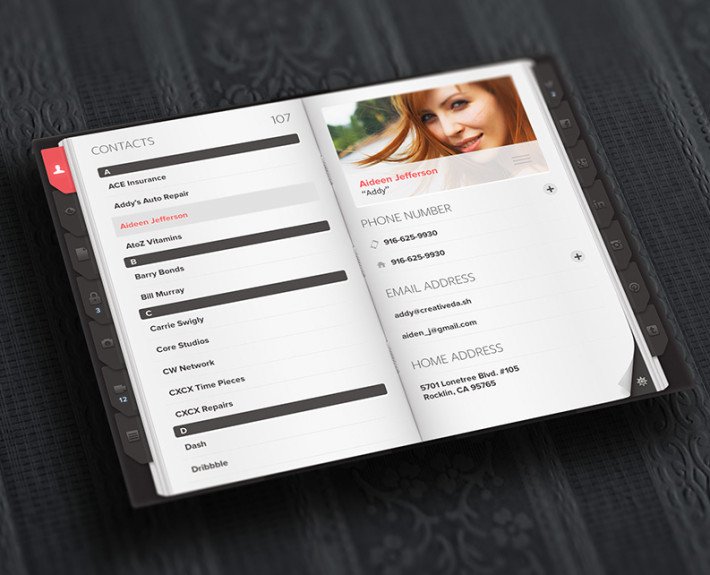 CONTACTS 107
A
ACE Insurance
Addy's Auto Repair
Aideen Jefferson
AtoZ Vitamins
B
Barry Bonds
Bill Murray
C
Carrie Swigly
Core Studios
CW Network
CXCX Time Pieces
CXCX Repairs
D
Dash
Dribbble
3
12
Aideen Jefferson
"Addy"
PHONE NUMBER
916-625-9930
916-625-9930
EMAIL ADDRESS
addy@creativeda.sh
aiden_j@gmail.com
HOME ADDRESS
5701 Lonetree Blvd. #105
Rocklin, CA 95765